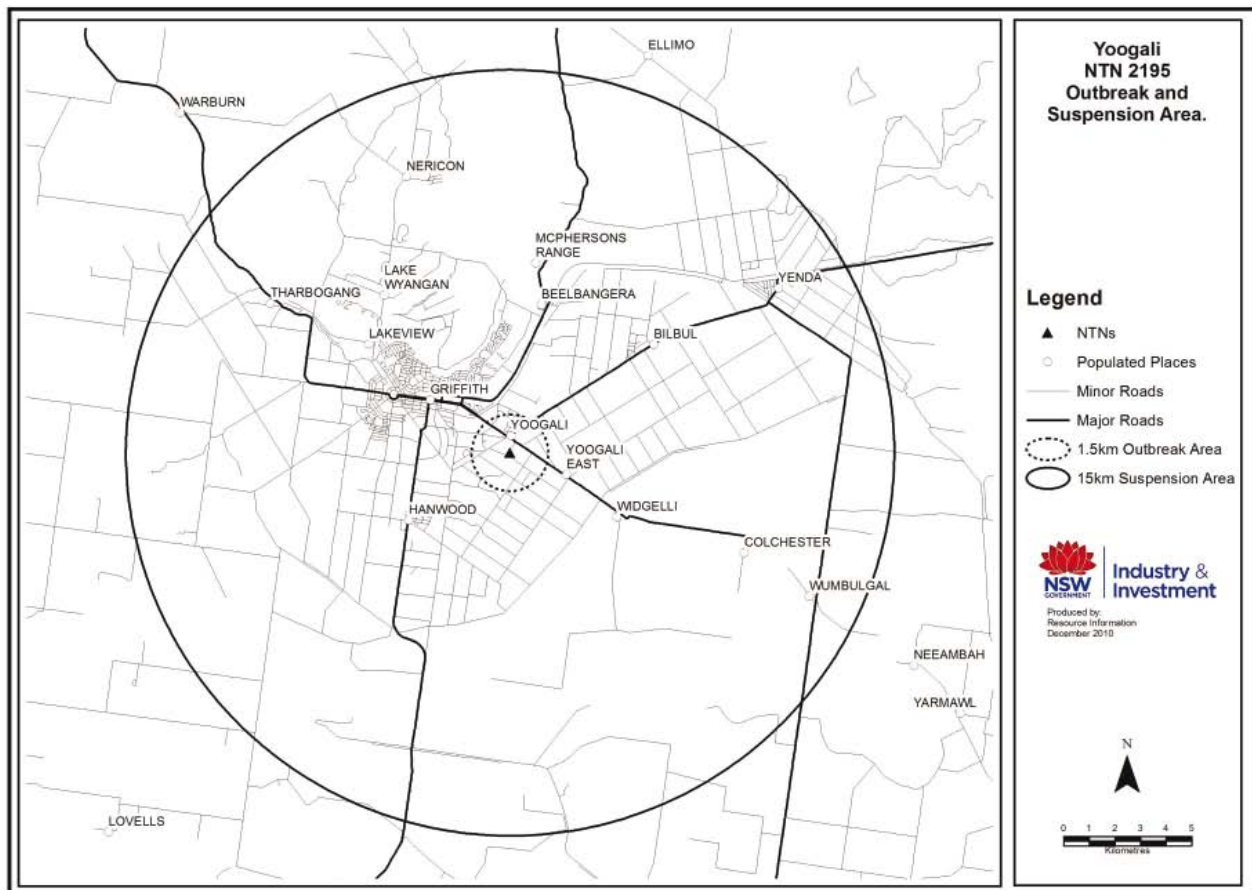 Yoogali
NTN 2195
Outbreak and
Suspension Area.
ELLIMO
WARBURN
NERICON
MCPHERSONS
RANGE
LAKE
WYANGAN
YENDA
THARBOGANG
BEELBANGERA
LAKEVIEW
BILBUL
GRIFFITH
YOOGALI
YOOGALI
EAST
HANWOOD
WIDGELLI
COLCHESTER
WUMBULGAL
NEEAMBAH
YARMAWL
LOVELLS
Legend
NTNs
Populated Places
Minor Roads
Major Roads
1.5km Outbreak Area
15km Suspension Area
NSW
GOVERNMENT
Industry &
Investment
Produced by:
Resource Information
December 2010
N
0 1 2 3 4 5
Kilometres